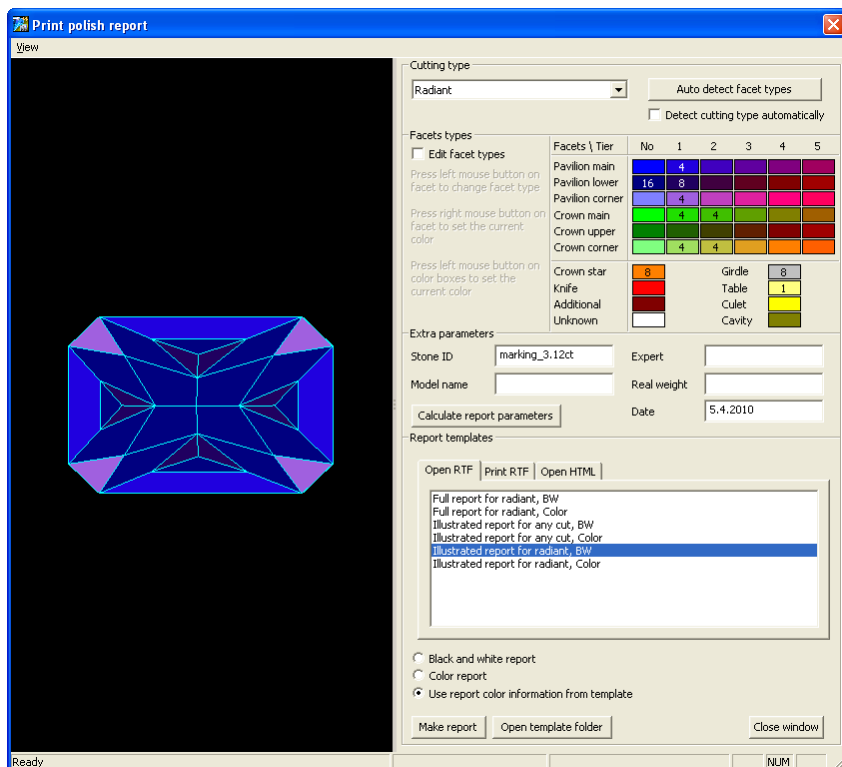 Print polish report
View
Cutting type
Radiant
Auto detect facet types
Detect cutting type automatically
Facets types
Edit facet types
Press left mouse button on
facet to change facet type
Press right mouse button on
facet to set the current
color
Press left mouse button on
color boxes to set the
current color
Facets \ Tier No 1 2 3 4 5
Pavilion main 4
Pavilion lower 16 8
Pavilion corner 4
Crown main 4 4
Crown upper
Crown corner 4 4
Crown star 8 Girdle 8
Knife Table 1
Additional Culet
Unknown Cavity
Extra parameters
Stone ID marking_3.12ct Expert
Model name Real weight
Calculate report parameters Date 5.4.2010
Report templates
Open RTF Print RTF Open HTML
Full report for radiant, BW
Full report for radiant, Color
Illustrated report for any cut, BW
Illustrated report for any cut, Color
Illustrated report for radiant, BW
Illustrated report for radiant, Color
Black and white report
Color report
Use report color information from template
Make report Open template folder Close window
Ready NUM